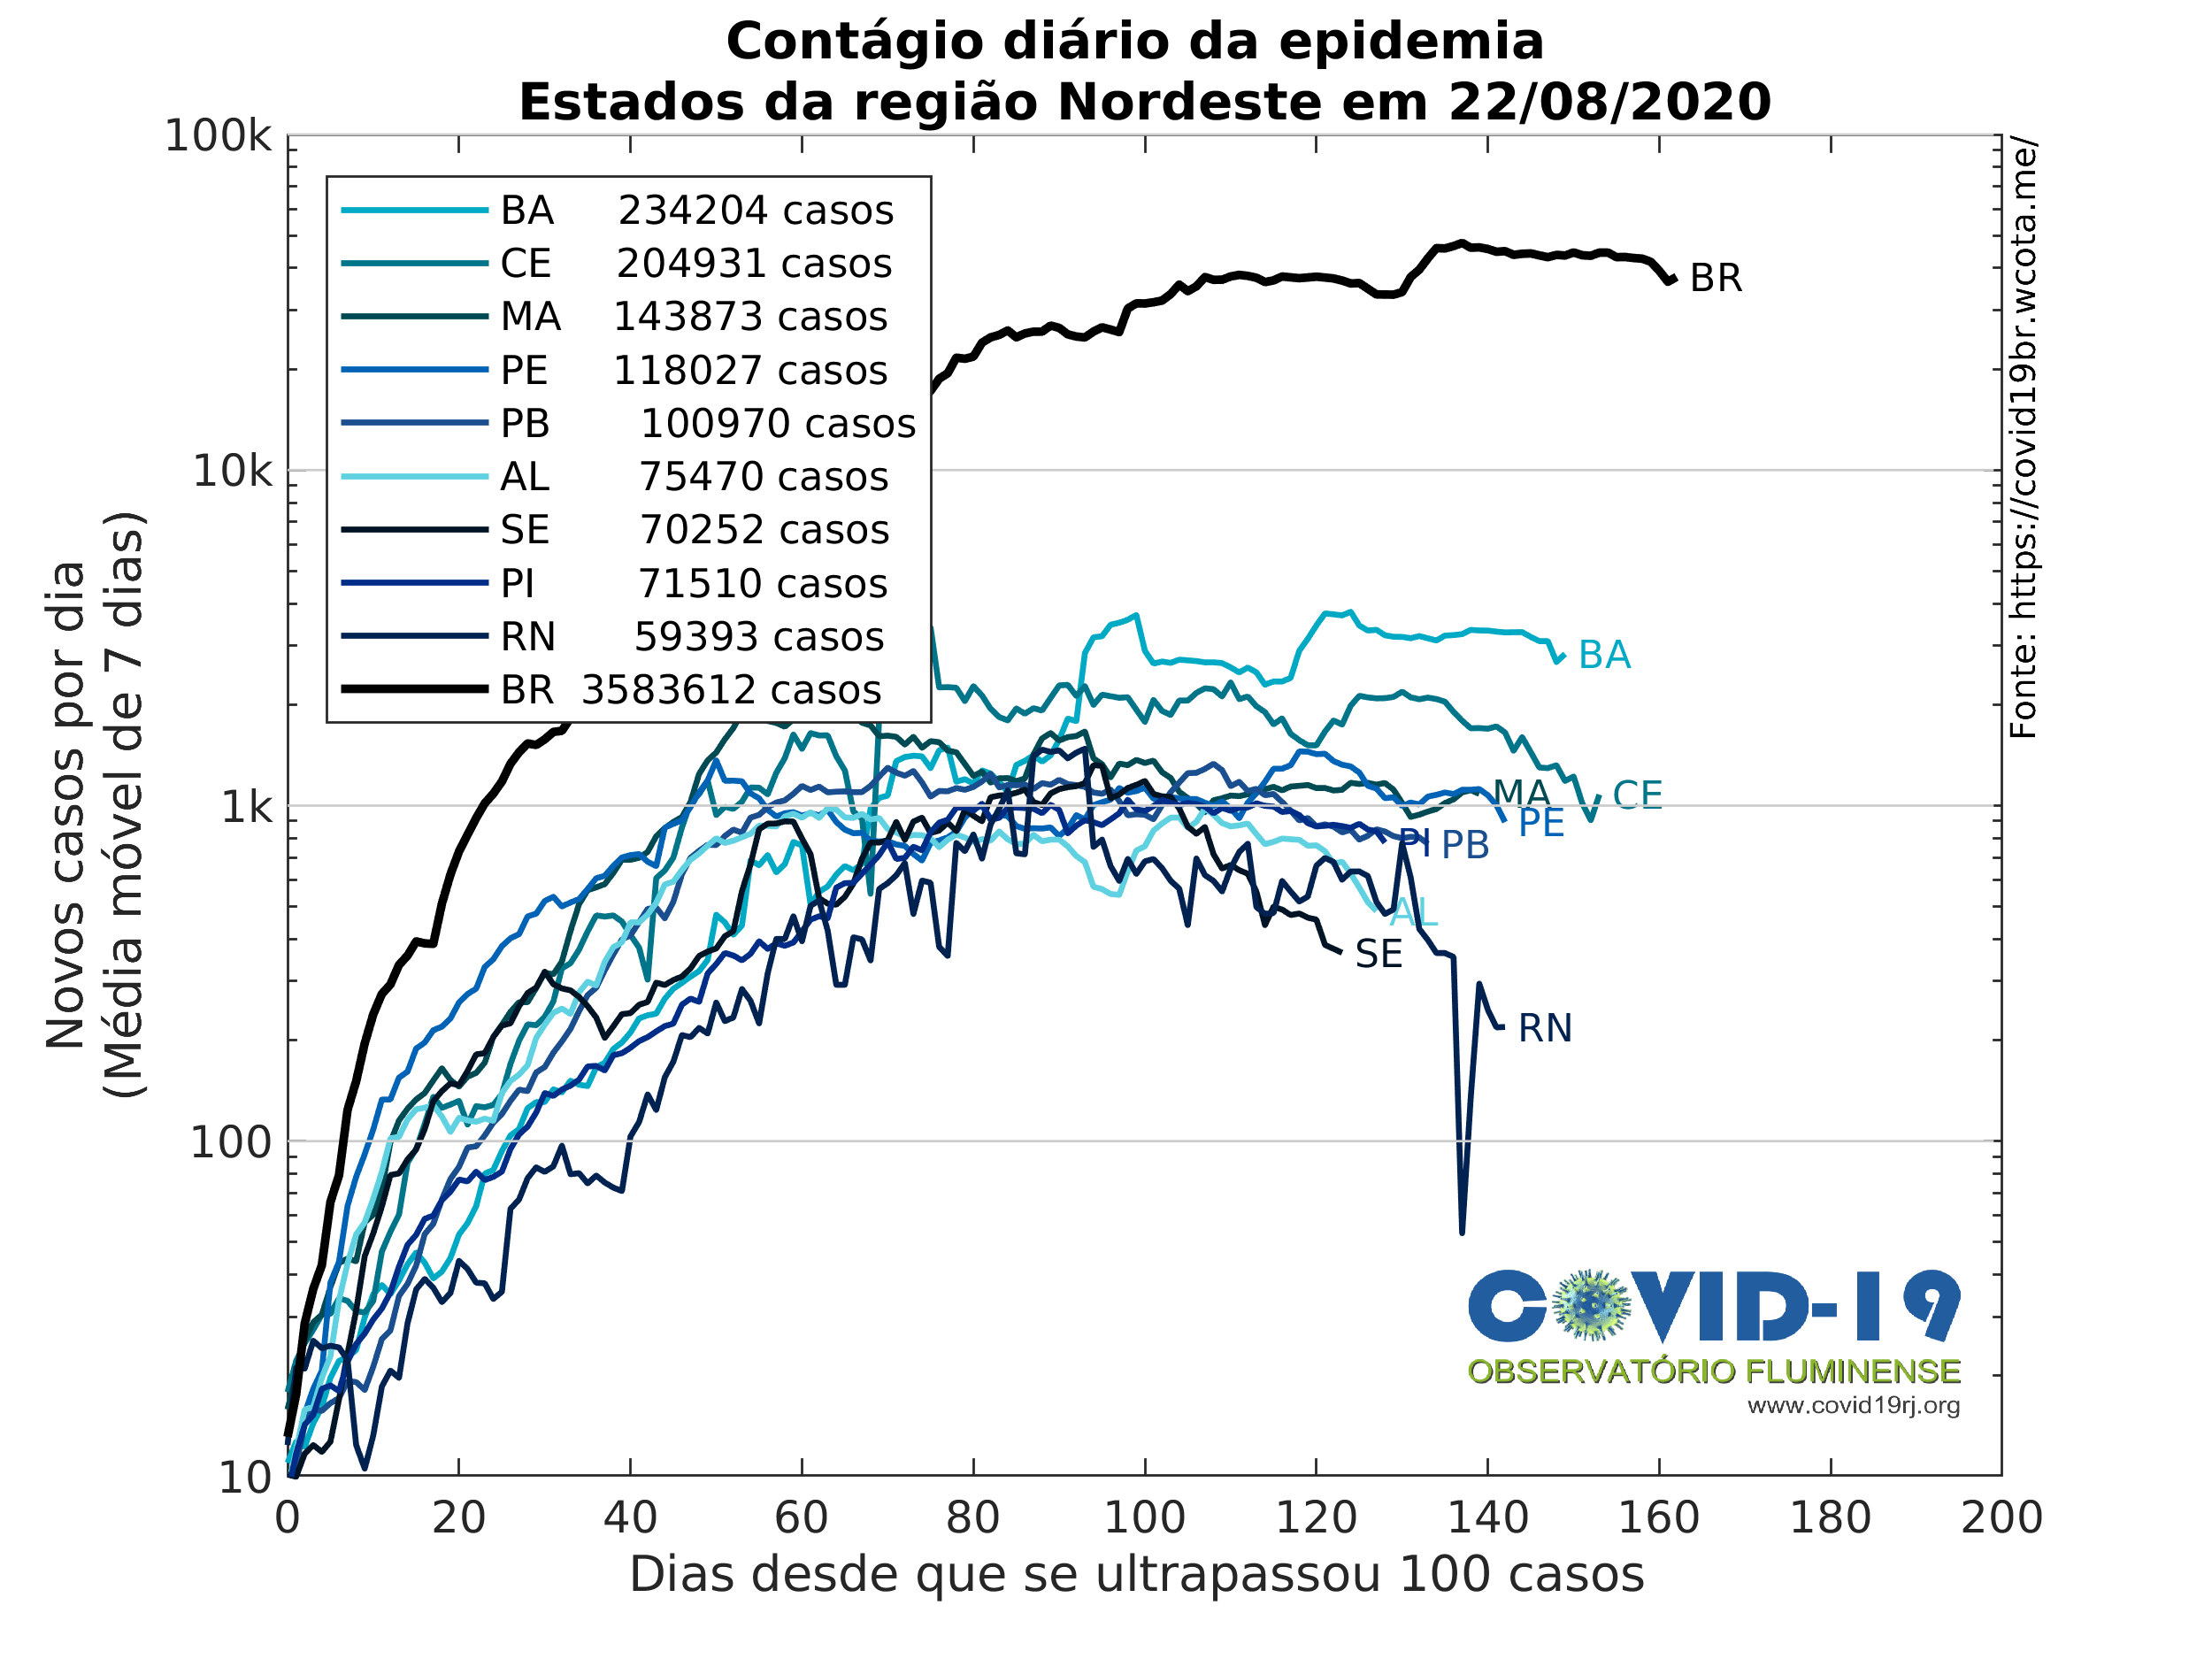 Contágio diário da epidemia
Estados da região Nordeste em 22/08/2020
Novos casos por dia
(Média móvel de 7 dias)
100k
10k
1k
100
10
BA 234204 casos
CE 204931 casos
MA 143873 casos
PE 118027 casos
PB 100970 casos
AL 75470 casos
SE 70252 casos
PI 71510 casos
RN 59393 casos
BR 3583612 casos
BR
BA
CE
MA
PE
PI
PB
AL
SE
RN
Fonte: https://covid19br.wcota.me/
COVID-19
OBSERVATÓRIO FLUMINENSE
www.covid19rj.org
0 20 40 60 80 100 120 140 160 180 200
Dias desde que se ultrapassou 100 casos